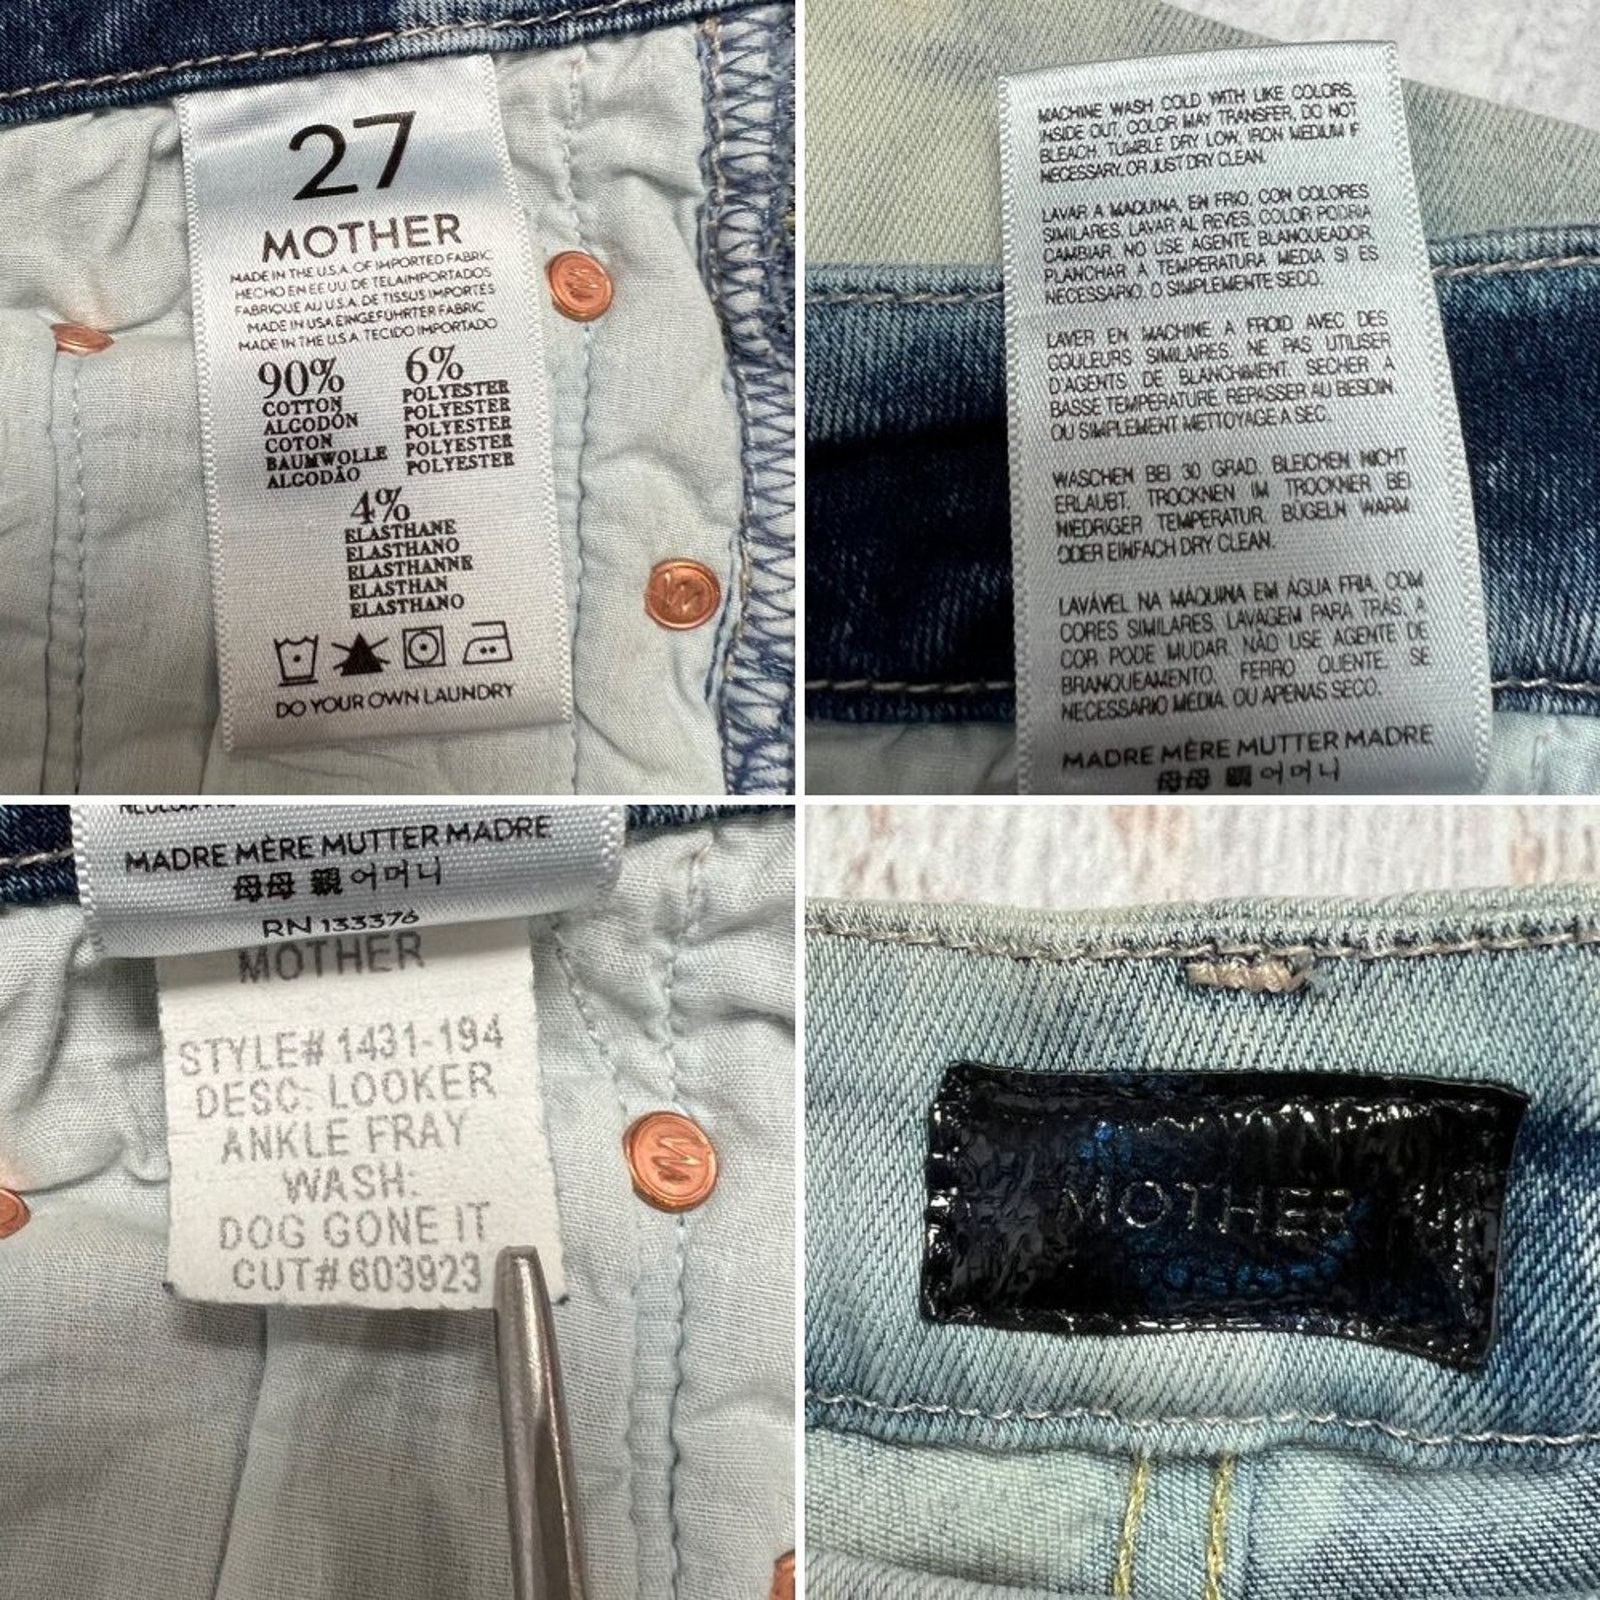 27
MOTHER
MADE IN THE U.S.A. OF IMPORTED FABRIC
HECHO EN EE UU. DE TELA IMPORTADOS
FABRIQUE AU U.S.A. DE TISSUS IMPORTES
MADE IN USA EINGEFUHRTER FABRIC
MADE IN THE U.S.A TECIDO IMPORTADO
90%
COTTON
ALGODÓN
COTON
BAUMWOLLE
ALGODÃO
6%
POLYESTER
POLYESTER
POLYESTER
POLYESTER
POLYESTER
4%
ELASTHANE
ELASTHANO
ELASTHANNE
ELASTHAN
ELASTHANO
DO YOUR OWN LAUNDRY
MACHINE WASH COLD WITH LIKE COLORS,
INSIDE OUT, COLOR MAY TRANSFER, DO NOT
BLEACH, TUMBLE DRY LOW, IRON MEDIUM IF
NECESSARY, OR JUST DRY CLEAN.
LAVAR A MAQUINA, EN FRIO, CON COLORES
SIMILARES, LAVAR AL REVES, COLOR PODRIA
CAMBIAR, NO USE AGENTE BLANQUEADOR,
PLANCHAR A TEMPERATURA MEDIA SI ES
NECESSARIO, O SIMPLEMENTE SECO.
LAVER EN MACHINE A FROID AVEC DES
COULEURS SIMILAIRES, NE PAS UTILISER
D'AGENTS DE BLANCHIMENT, SECHER A
BASSE TEMPERATURE, REPASSER AU BESOIN
OU SIMPLEMENT METTOYAGE A SEC.
WASCHEN BEI 30 GRAD, BLEICHEN NICHT
ERLAUBT, TROCKNEN IM TROCKNER BEI
NIEDRIGER TEMPERATUR, BÜGELN WARM,
ODER EINFACH DRY CLEAN.
LAVÁVEL NA MÁQUINA EM ÁGUA FRIA, COM
CORES SIMILARES, LAVAGEM PARA TRÁS, A
COR PODE MUDAR, NÃO USE AGENTE DE
BRANQUEAMENTO, FERRO QUENTE, SE
NECESSÁRIO MÉDIA, OU APENAS SECO.
MADRE MÈRE MUTTER MADRE
母母 親 어머니
MADRE MÈRE MUTTER MADRE
母母 親 어머니
RN 133376
MOTHER
STYLE# 1431-194
DESC: LOOKER
ANKLE FRAY
WASH:
DOG GONE IT
CUT# 603923
MOTHER